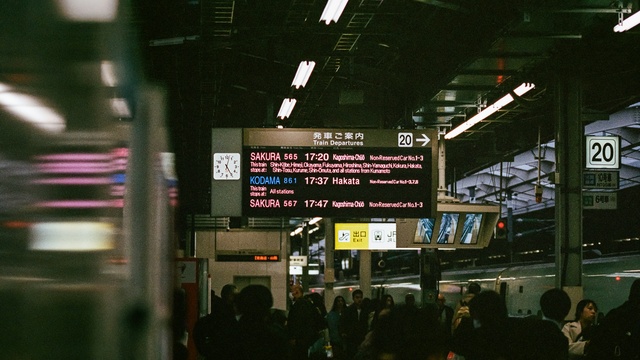 発車ご案内
Train Departures
20
SAKURA 565 17:20 Kagoshima-Chūō Non-Reserved Car No.1-3
This train stops at: Shin-Kōbe, Himeji, Okayama, Fukuyama, Hiroshima, Shin-Yamaguchi, Kokura, Hakata,
Shin-Tosu, Kurume, Shin-Ōmuta, and all stations from Kumamoto
KODAMA 861 17:37 Hakata
This train stops at: All stations
SAKURA 567 17:47 Kagoshima-Chūō Non-Reserved Car No.1-3
出口
Exit
20